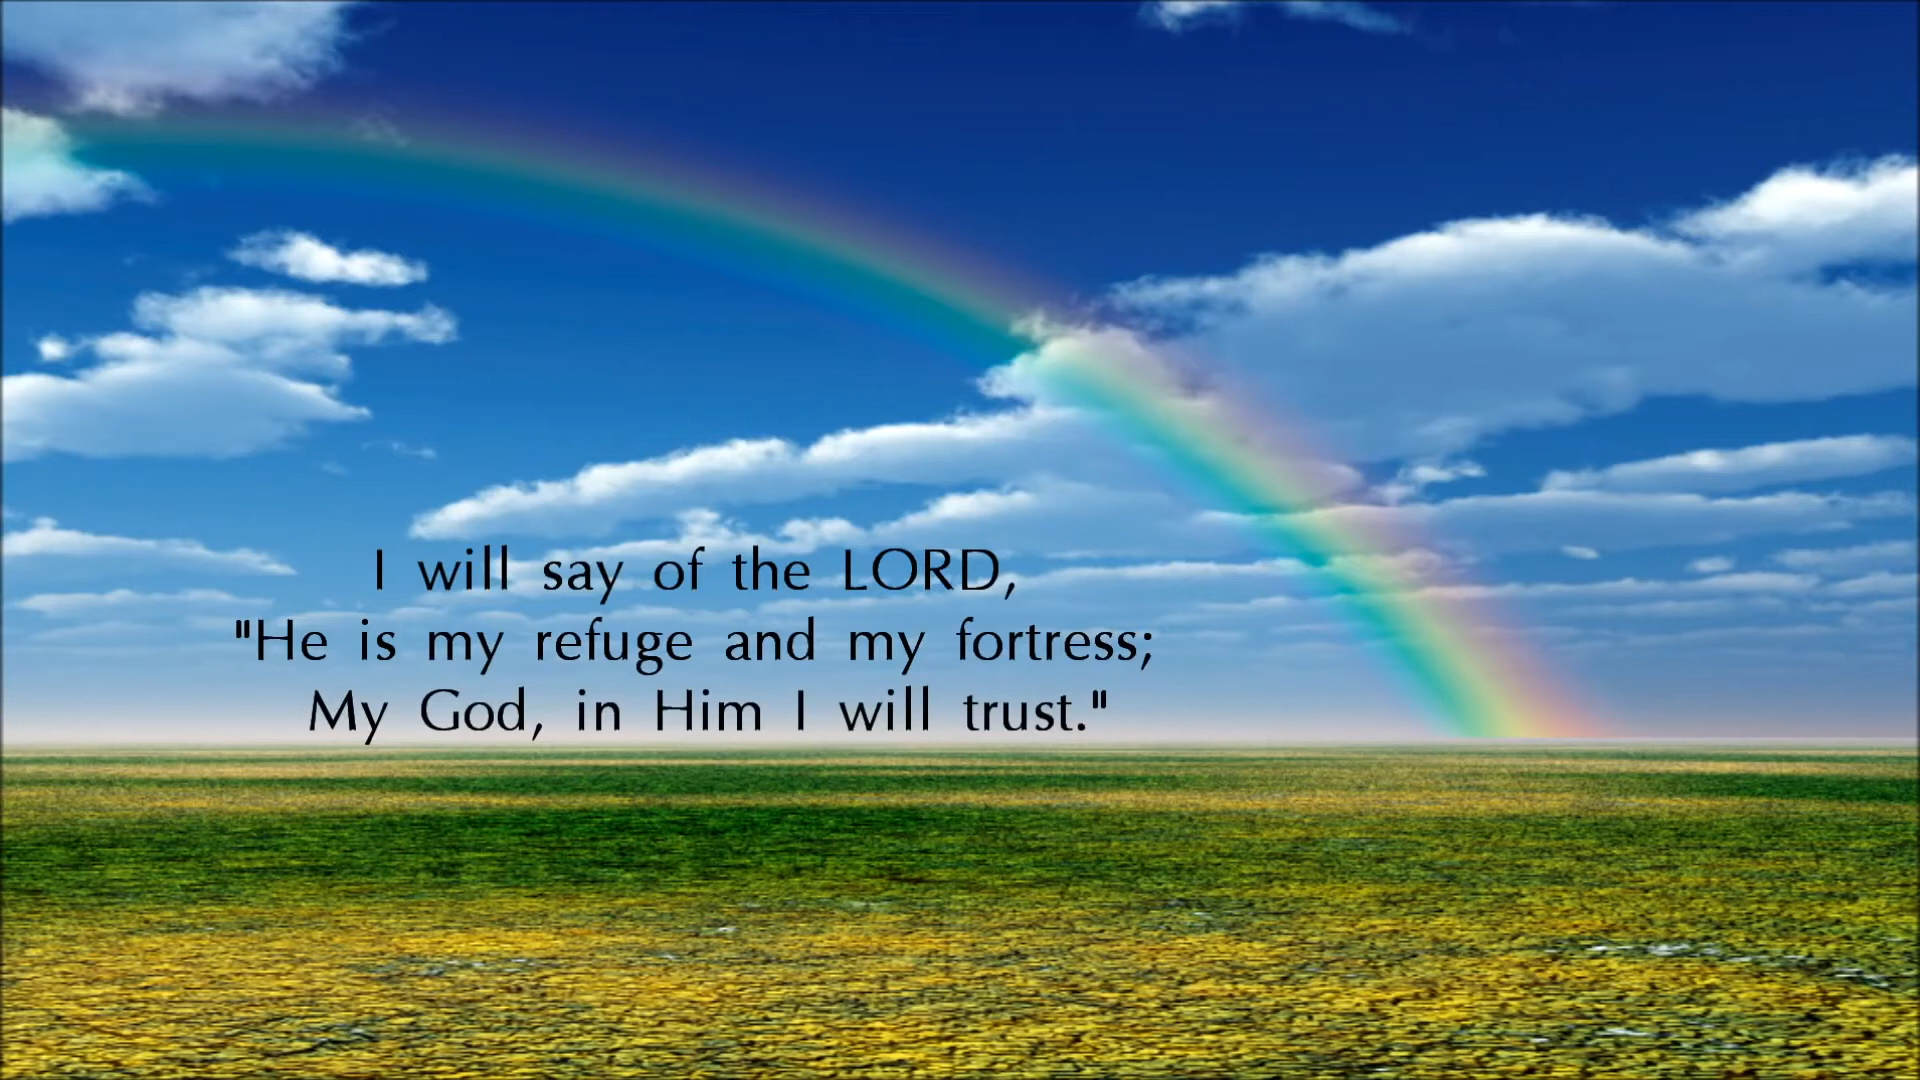 I will say of the LORD,
"He is my refuge and my fortress;
My God, in Him I will trust."